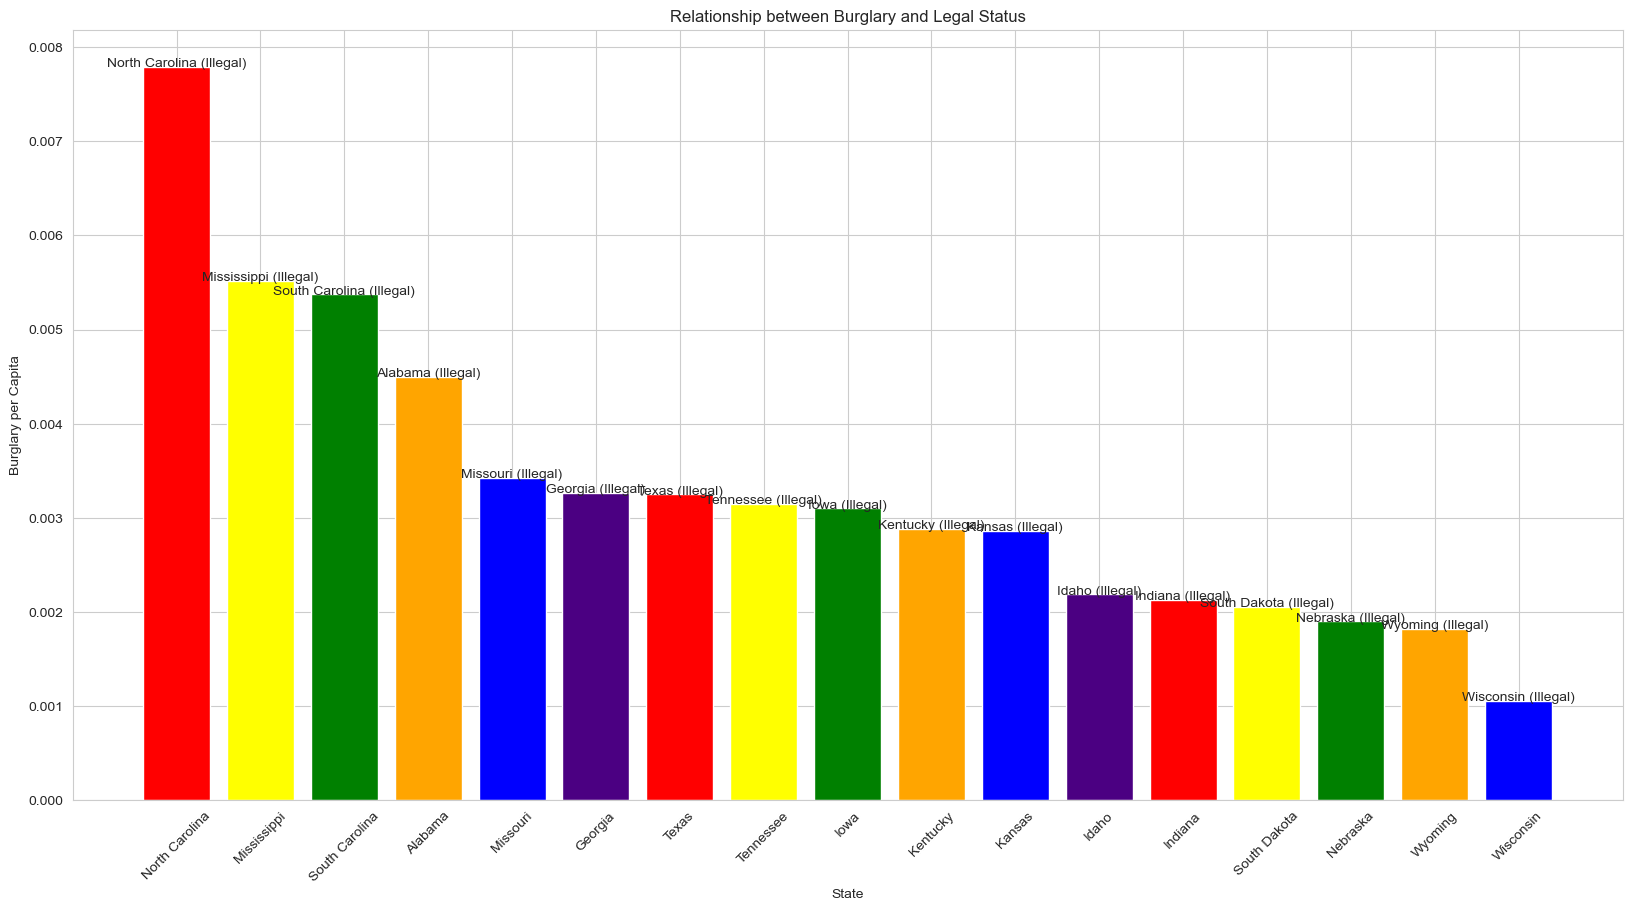 Relationship between Burglary and Legal Status
0.008
0.007
0.006
0.005
0.004
0.003
0.002
0.001
0.000
Burglary per Capita
North Carolina (Illegal)
Mississippi (Illegal)
South Carolina (Illegal)
Alabama (Illegal)
Missouri (Illegal)
Georgia (Illegal)
Texas (Illegal)
Tennessee (Illegal)
Iowa (Illegal)
Kentucky (Illegal)
Kansas (Illegal)
Idaho (Illegal)
Indiana (Illegal)
South Dakota (Illegal)
Nebraska (Illegal)
Wyoming (Illegal)
Wisconsin (Illegal)
North Carolina
Mississippi
South Carolina
Alabama
Missouri
Georgia
Texas
Tennessee
Iowa
Kentucky
Kansas
Idaho
Indiana
South Dakota
Nebraska
Wyoming
Wisconsin
State